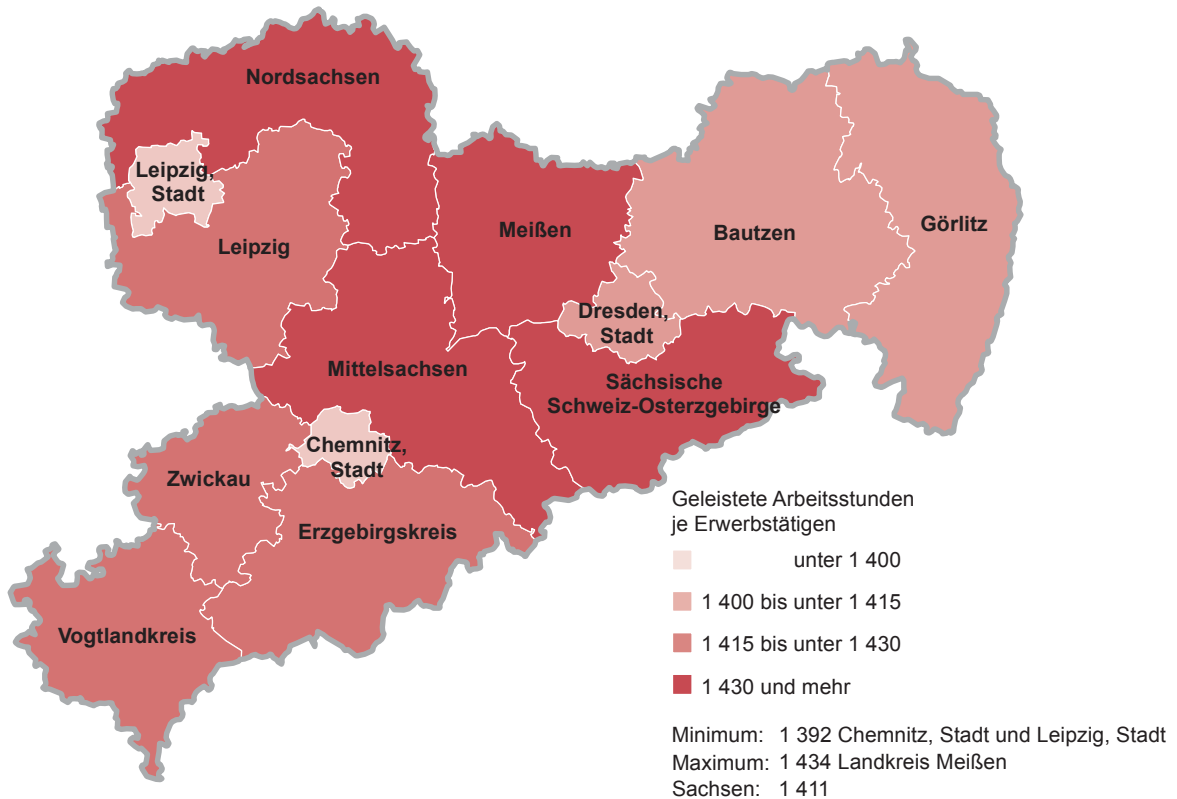 Nordsachsen
Leipzig,
Stadt
Leipzig
Meißen
Bautzen
Görlitz
Dresden,
Stadt
Mittelsachsen
Sächsische
Schweiz-Osterzgebirge
Chemnitz,
Stadt
Zwickau
Erzgebirgskreis
Vogtlandkreis
Geleistete Arbeitsstunden
je Erwerbstätigen
unter 1 400
1 400 bis unter 1 415
1 415 bis unter 1 430
1 430 und mehr
Minimum: 1 392 Chemnitz, Stadt und Leipzig, Stadt
Maximum: 1 434 Landkreis Meißen
Sachsen: 1 411